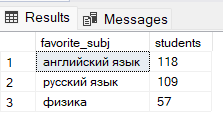 Results Messages
favorite_subj students
1 английский язык 118
2 русский язык 109
3 физика 57